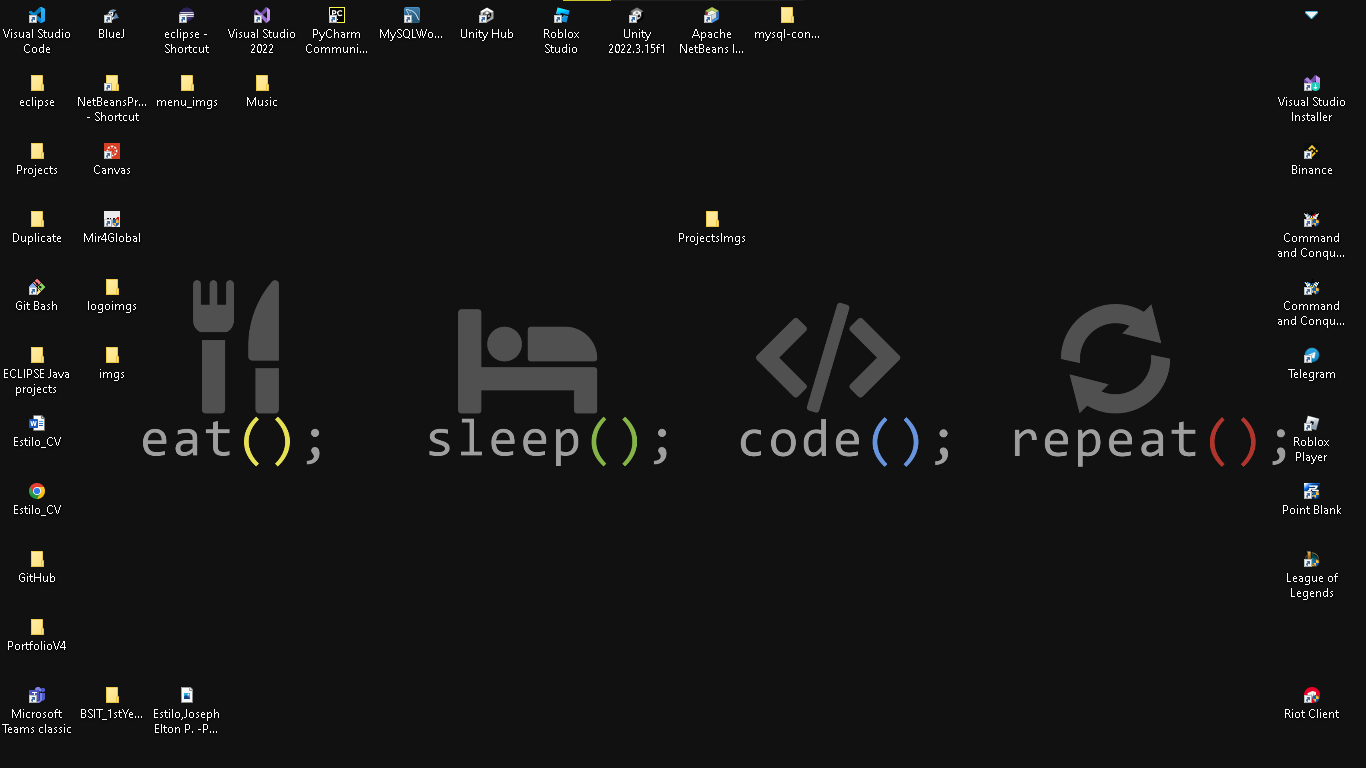 Visual Studio
Code
BlueJ
eclipse -
Shortcut
Visual Studio
2022
PyCharm
Communi...
MySQLWo...
Unity Hub
Roblox
Studio
Unity
2022.3.15f1
Apache
NetBeans I...
mysql-con...
eclipse
NetBeansPr...
- Shortcut
menu_imgs
Music
Visual Studio
Installer
Projects
Canvas
Binance
Duplicate
Mir4Global
ProjectsImgs
Command
and Conqu...
Git Bash
logoimgs
Command
and Conqu...
ECLIPSE Java
projects
imgs
Telegram
Estilo_CV
eat();
sleep();
code();
repeat();
Roblox
Player
Estilo_CV
Point Blank
GitHub
League of
Legends
PortfolioV4
Microsoft
Teams classic
BSIT_1stYe...
Estilo,Joseph
Elton P. -P...
Riot Client